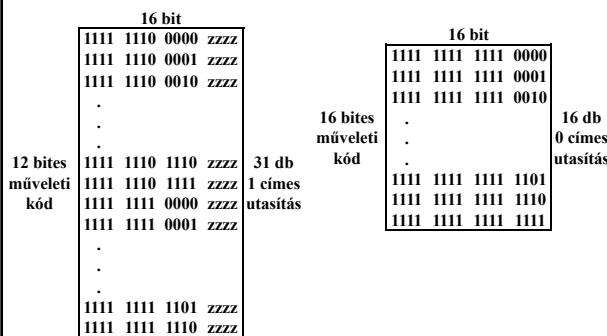 16 bit
1111 1110 0000 zzzz
1111 1110 0001 zzzz
1111 1110 0010 zzzz
.
.
.
12 bites
műveleti
kód
1111 1110 1110 zzzz
1111 1110 1111 zzzz
1111 1111 0000 zzzz
1111 1111 0001 zzzz
.
.
.
1111 1111 1101 zzzz
1111 1111 1110 zzzz
31 db
1 címes
utasítás
16 bit
1111 1111 1111 0000
1111 1111 1111 0001
1111 1111 1111 0010
16 bites
műveleti
kód
.
.
.
1111 1111 1111 1101
1111 1111 1111 1110
1111 1111 1111 1111
16 db
0 címes
utasítás